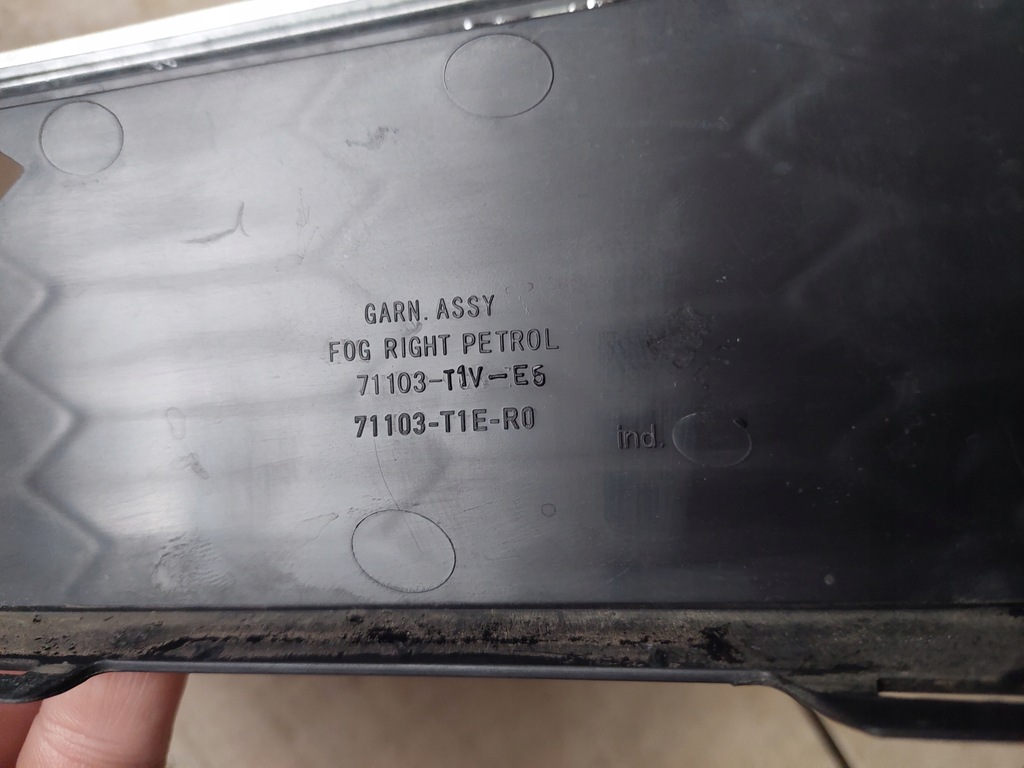 GARN. ASSY
FOG RIGHT PETROL
71103-T1V-E5
71103-T1E-R0
ind.